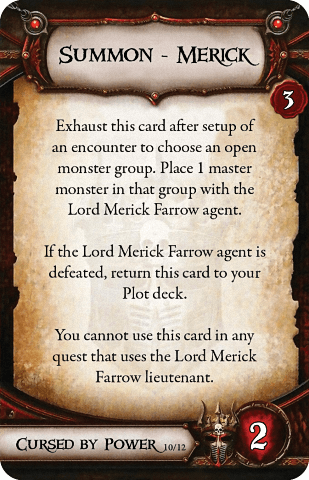 Summon - Merick
3
Exhaust this card after setup of
an encounter to choose an open
monster group. Place 1 master
monster in that group with the
Lord Merick Farrow agent.
If the Lord Merick Farrow agent is
defeated, return this card to your
Plot deck.
You cannot use this card in any
quest that uses the Lord Merick
Farrow lieutenant.
Cursed by Power 10/12
2